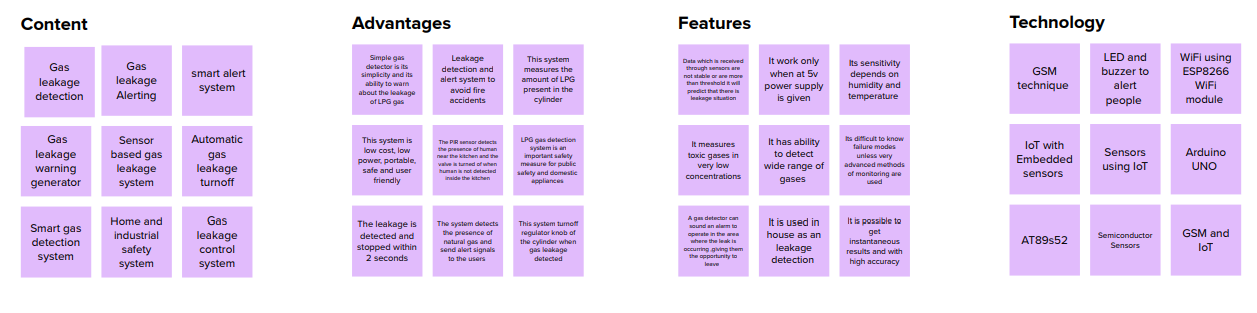 Content
Gas
leakage
detection
Gas
leakage
Alerting
smart alert
system
Gas
leakage
warning
generator
Sensor
based gas
leakage
system
Automatic
gas
leakage
turnoff
Smart gas
detection
system
Home and
industrial
safety
system
Gas
leakage
control
system
Advantages
Simple gas
detector is its
simplicity and its
ability to warn
about the leakage
of LPG gas
Leakage
detection and
alert system to
avoid fire
accidents
This system
measures the
amount of LPG
present in the
cylinder
This system is
low cost, low
power, portable,
safe and user
friendly
The PIR sensor detects
the presence of human
near the kitchen and the
valve is turned of when
human is not detected
inside the kitchen
LPG gas detection
system is an
important safety
measure for public
safety and domestic
appliances
The leakage is
detected and
stopped within
2 seconds
The system detects
the presence of
natural gas and
send alert signals
to the users
This system turnoff
regulator knob of
the cylinder when
gas leakage
detected
Features
Data which is received
through sensors are
not stable or are more
than threshold it will
predict that there is
leakage situation
It work only
when at 5v
power supply
is given
Its sensitivity
depends on
humidity and
temperature
It measures
toxic gases in
very low
concentrations
It has ability
to detect
wide range of
gases
Its difficult to know
failure modes
unless very
advanced methods
of monitoring are
used
A gas detector can
sound an alarm to
operate in the area
where the leak is
occurring ,giving them
the opportunity to
leave
It is used in
house as an
leakage
detection
It is possible to
get
instantaneous
results and with
high accuracy
Technology
GSM
technique
LED and
buzzer to
alert
people
WiFi using
ESP8266
WiFi
module
IoT with
Embedded
sensors
Sensors
using IoT
Arduino
UNO
AT89s52
Semiconductor
Sensors
GSM and
IoT